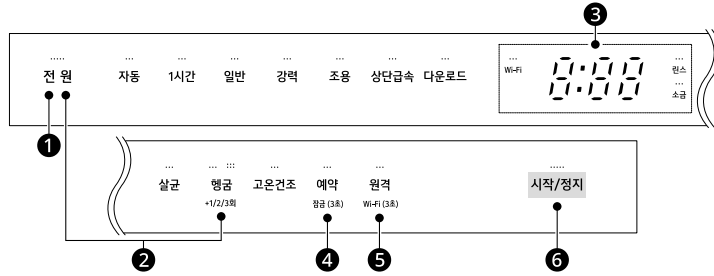 3
전 원 자동 1시간 일반 강력 조용 상단급속 다운로드 Wi-Fi 8:88 린스
소금
1
살균 헹굼 고온건조 예약 원격 시작/정지
+1/2/3회 잠금 (3초) Wi-Fi (3초)
2 4 5 6